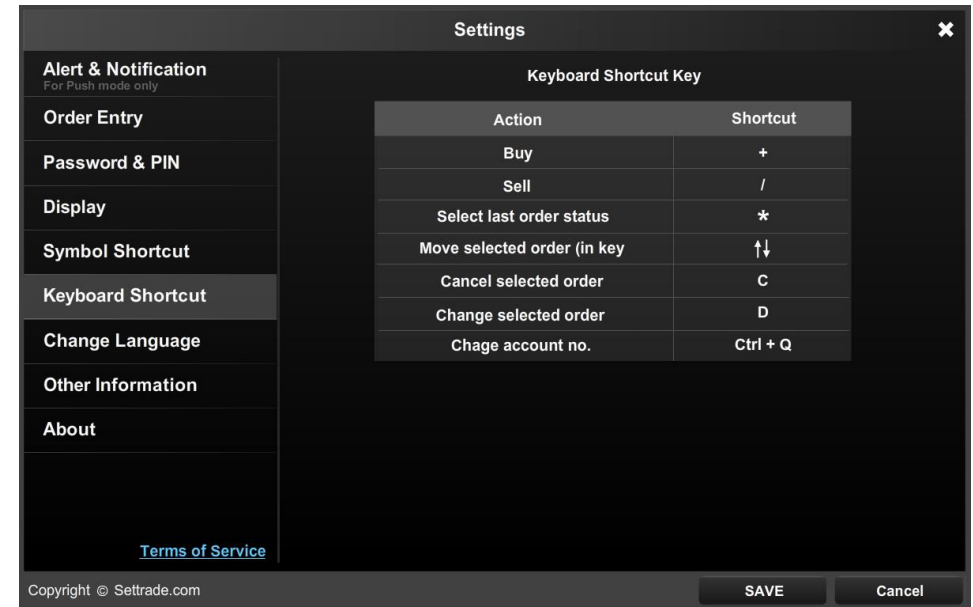 Settings
Alert & Notification
For Push mode only
Order Entry
Password & PIN
Display
Symbol Shortcut
Keyboard Shortcut
Change Language
Other Information
About
Terms of Service
Keyboard Shortcut Key
Action Shortcut
Buy +
Sell /
Select last order status *
Move selected order (in key ↑↓
Cancel selected order C
Change selected order D
Chage account no. Ctrl + Q
Copyright © Settrade.com
SAVE Cancel